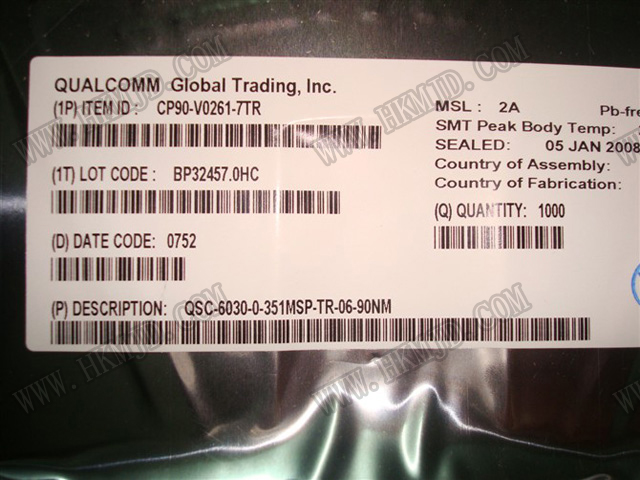 QUALCOMM Global Trading, Inc.
(1P) ITEM ID : CP90-V0261-7TR
(1T) LOT CODE : BP32457.0HC
(D) DATE CODE: 0752
(P) DESCRIPTION: QSC-6030-0-351MSP-TR-06-90NM
MSL : 2A Pb-fre
SMT Peak Body Temp:
SEALED: 05 JAN 2008
Country of Assembly:
Country of Fabrication:
(Q) QUANTITY: 1000
WWW.HKMJD.COM
WWW.HKMJD.COM
WWW.HKMJD.COM
WWW.HKMJD.COM